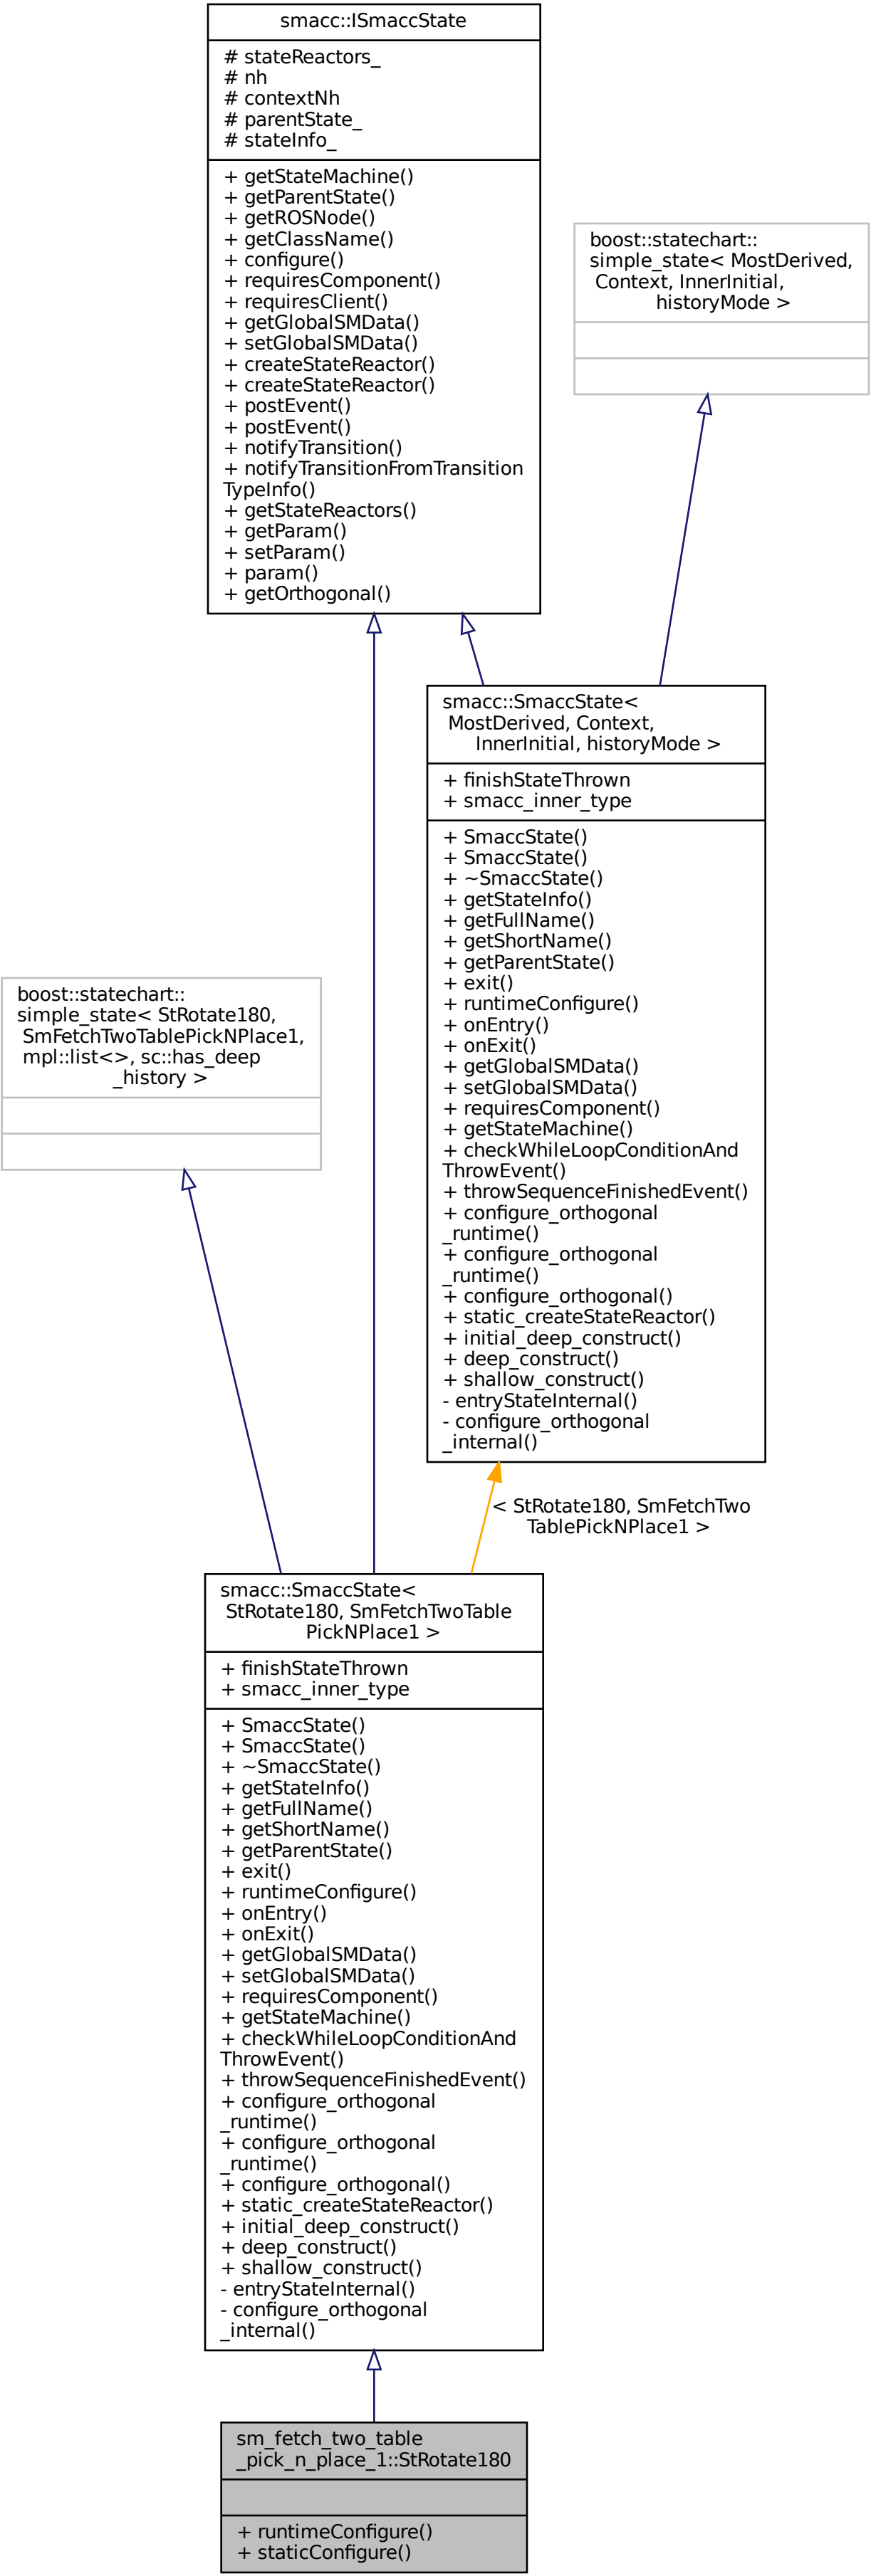 smacc::ISmaccState
# stateReactors_
# nh
# contextNh
# parentState_
# stateInfo_
+ getStateMachine()
+ getParentState()
+ getROSNode()
+ getClassName()
+ configure()
+ requiresComponent()
+ requiresClient()
+ getGlobalSMData()
+ setGlobalSMData()
+ createStateReactor()
+ createStateReactor()
+ postEvent()
+ postEvent()
+ notifyTransition()
+ notifyTransitionFromTransition
TypeInfo()
+ getStateReactors()
+ getParam()
+ setParam()
+ param()
+ getOrthogonal()
boost::statechart::
simple_state< MostDerived,
Context, InnerInitial,
historyMode >
smacc::SmaccState<
MostDerived, Context,
InnerInitial, historyMode >
+ finishStateThrown
+ smacc_inner_type
+ SmaccState()
+ SmaccState()
+ ~SmaccState()
+ getStateInfo()
+ getFullName()
+ getShortName()
+ getParentState()
+ exit()
+ runtimeConfigure()
+ onEntry()
+ onExit()
+ getGlobalSMData()
+ setGlobalSMData()
+ requiresComponent()
+ getStateMachine()
+ checkWhileLoopConditionAnd
ThrowEvent()
+ throwSequenceFinishedEvent()
+ configure_orthogonal
_runtime()
+ configure_orthogonal
_runtime()
+ configure_orthogonal()
+ static_createStateReactor()
+ initial_deep_construct()
+ deep_construct()
+ shallow_construct()
- entryStateInternal()
- configure_orthogonal
_internal()
boost::statechart::
simple_state< StRotate180,
SmFetchTwoTablePickNPlace1,
mpl::list<>, sc::has_deep
_history >
< StRotate180, SmFetchTwo
TablePickNPlace1 >
smacc::SmaccState<
StRotate180, SmFetchTwoTable
PickNPlace1 >
+ finishStateThrown
+ smacc_inner_type
+ SmaccState()
+ SmaccState()
+ ~SmaccState()
+ getStateInfo()
+ getFullName()
+ getShortName()
+ getParentState()
+ exit()
+ runtimeConfigure()
+ onEntry()
+ onExit()
+ getGlobalSMData()
+ setGlobalSMData()
+ requiresComponent()
+ getStateMachine()
+ checkWhileLoopConditionAnd
ThrowEvent()
+ throwSequenceFinishedEvent()
+ configure_orthogonal
_runtime()
+ configure_orthogonal
_runtime()
+ configure_orthogonal()
+ static_createStateReactor()
+ initial_deep_construct()
+ deep_construct()
+ shallow_construct()
- entryStateInternal()
- configure_orthogonal
_internal()
sm_fetch_two_table
_pick_n_place_1::StRotate180
+ runtimeConfigure()
+ staticConfigure()